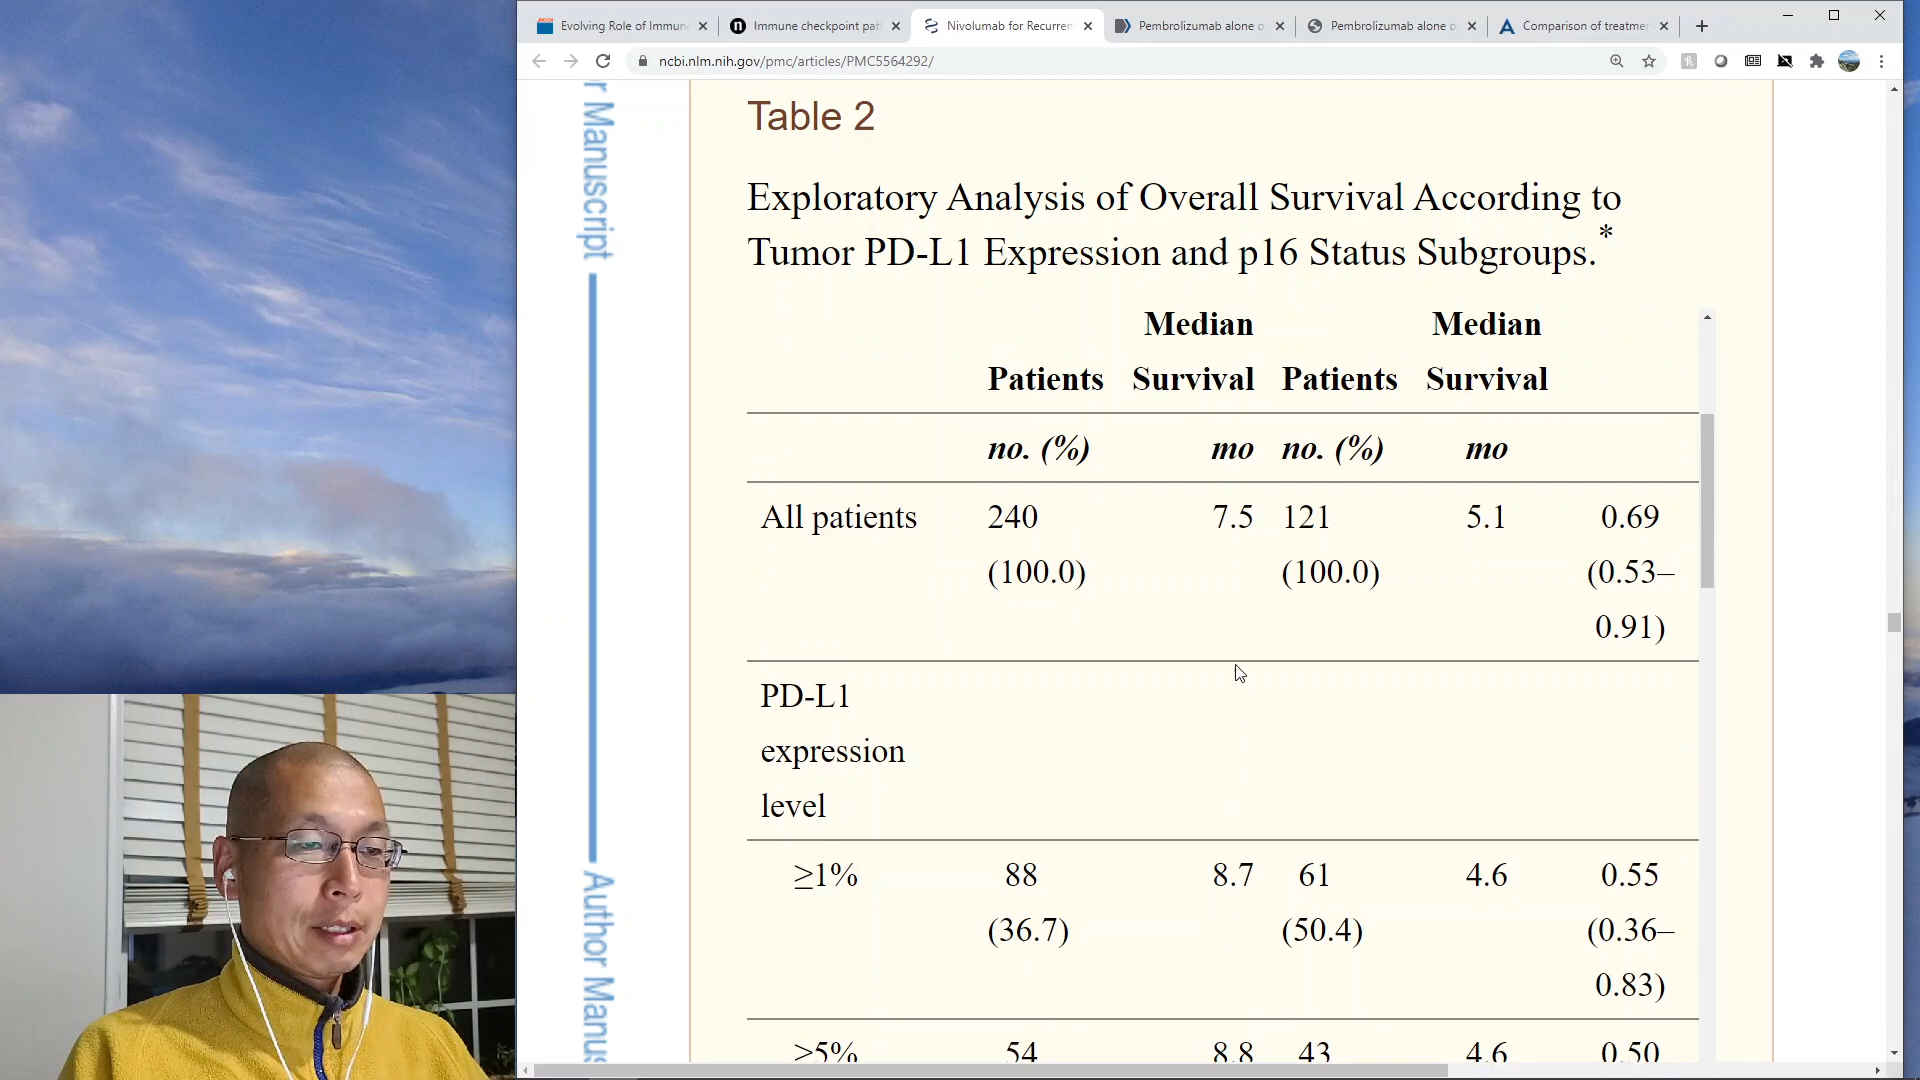 Evolving Role of Immun
Immune checkpoint pat
Nivolumab for Recurren
Pembrolizumab alone o
Pembrolizumab alone o
Comparison of treatmen
ncbi.nlm.nih.gov/pmc/articles/PMC5564292/
r Manuscript
Author Manus
Table 2
Exploratory Analysis of Overall Survival According to
Tumor PD-L1 Expression and p16 Status Subgroups.*
Median Median
Patients Survival Patients Survival
no. (%) mo no. (%) mo
All patients 240 7.5 121 5.1 0.69
(100.0) (100.0) (0.53–
0.91)
PD-L1
expression
level
≥1% 88 8.7 61 4.6 0.55
(36.7) (50.4) (0.36–
0.83)
≥5% 54 8.8 43 4.6 0.50